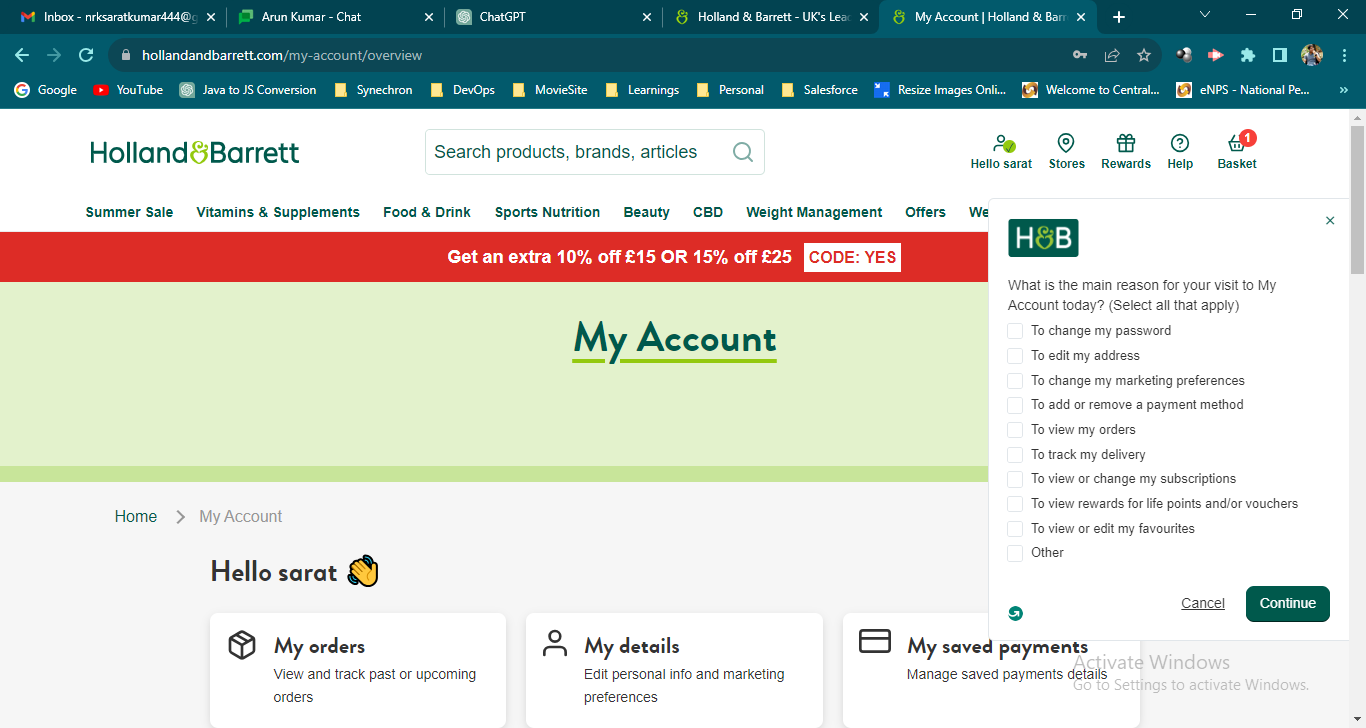 Inbox - nrksaratkumar444@g
Arun Kumar - Chat
ChatGPT
Holland & Barrett - UK's Lea
My Account | Holland & Barr
hollandandbarrett.com/my-account/overview
Google
YouTube
Java to JS Conversion
Synechron
DevOps
MovieSite
Learnings
Personal
Salesforce
Resize Images Onli...
Welcome to Central...
eNPS - National Pe...
»
Holland&Barrett
Search products, brands, articles
Hello sarat
Stores
Rewards
Help
1
Basket
Summer Sale
Vitamins & Supplements
Food & Drink
Sports Nutrition
Beauty
CBD
Weight Management
Offers
We
Get an extra 10% off £15 OR 15% off £25 CODE: YES
My Account
Home > My Account
Hello sarat 👋
My orders
View and track past or upcoming
orders
My details
Edit personal info and marketing
preferences
My saved payments
Manage saved payments details
H&B
What is the main reason for your visit to My
Account today? (Select all that apply)
To change my password
To edit my address
To change my marketing preferences
To add or remove a payment method
To view my orders
To track my delivery
To view or change my subscriptions
To view rewards for life points and/or vouchers
To view or edit my favourites
Other
Cancel
Continue
Activate Windows
Go to Settings to activate Windows.